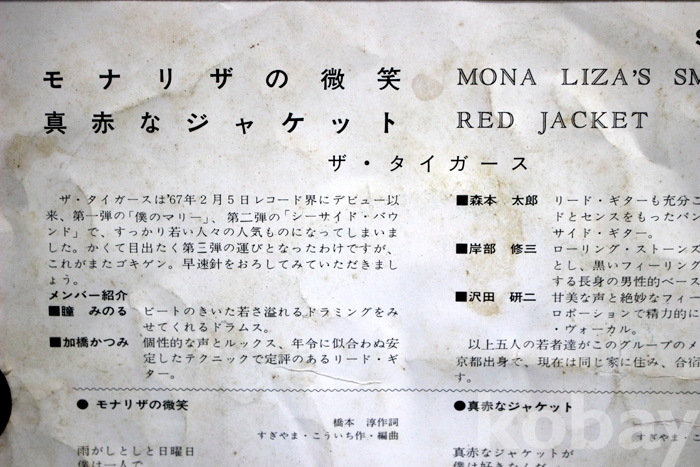 モナリザの微笑
真赤なジャケット
MONA LIZA'S SM
RED JACKET
ザ・タイガース
ザ・タイガースは'67年2月5日レコード界にデビュー以
来、第一弾の「僕のマリー」、第二弾の「シーサイド・バウ
ンド」で、すっかり若い人々の人気ものになってしまいま
した。かくて目出たく第三弾の運びとなったわけですが、
これがまたゴキゲン。早速針をおろしてみていただきまし
ょう。
メンバー紹介
■瞳 みのる ビートのきいた若さ溢れるドラミングをみ
せてくれるドラムス。
■加橋かつみ 個性的な声とルックス、年令に似合わぬ安
定したテクニックで定評のあるリード・ギ
ター。
■森本 太郎 リード・ギターも充分こ
ドとセンスをもったバン
サイド・ギター。
■岸部 修三 ローリング・ストーンズ
とし、黒いフィーリング
する長身の男性的ベース
■沢田 研二 甘美な声と絶妙なフィー
ロポーションで精力的に
・ヴォーカル。
以上五人の若者達がこのグループのメ
京都出身で、現在は同じ家に住み、合宿
す。
● モナリザの微笑
橋本 淳作詞
すぎやま・こういち作・編曲
雨がしとしと日曜日
僕は一人で
●真赤なジャケット
すぎやま・こ
真赤なジャケットが
kobay